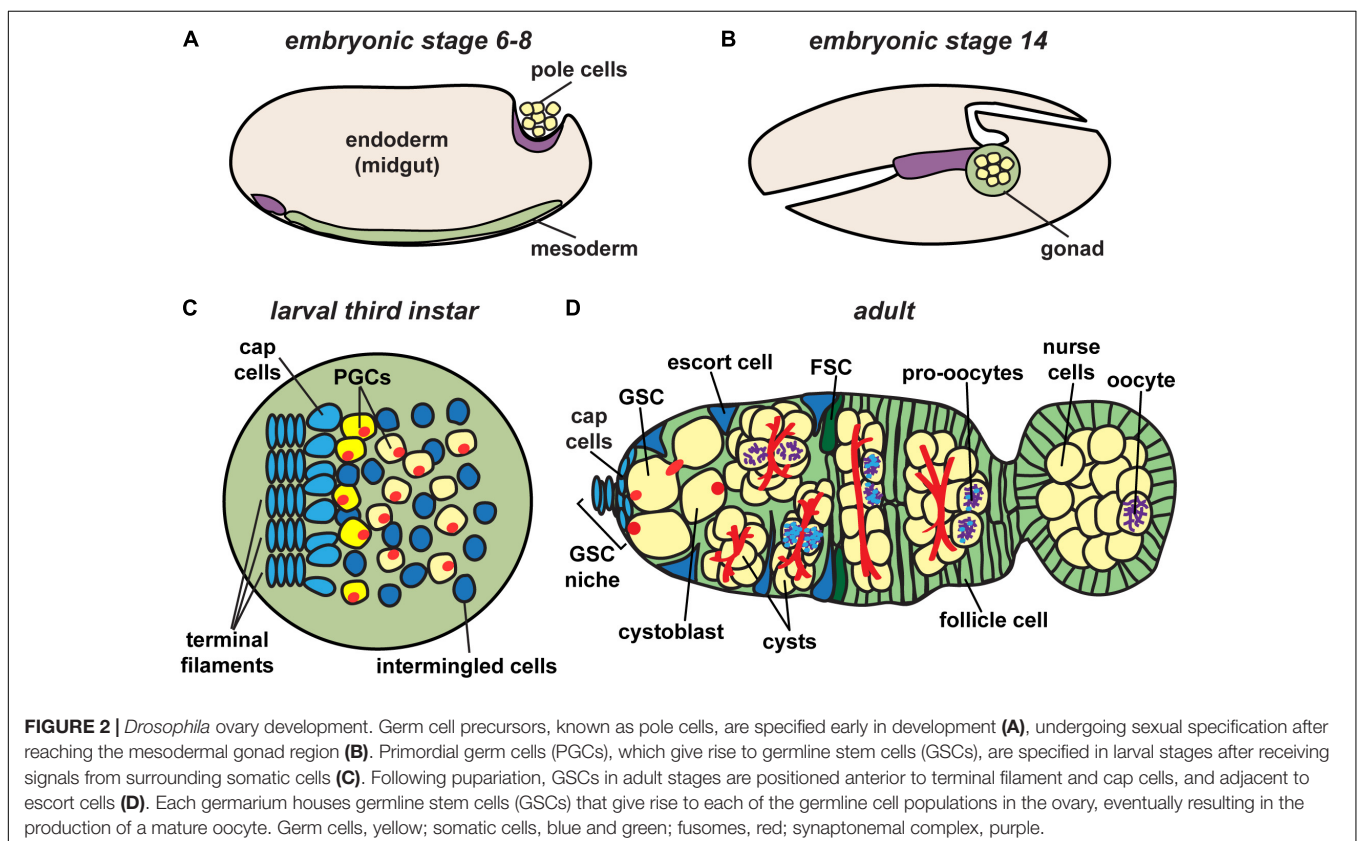 A embryonic stage 6-8
pole cells
endoderm
(midgut)
mesoderm
B embryonic stage 14
gonad
C larval third instar
cap
cells
PGCs
terminal
filaments
intermingled cells
D adult
escort cell
FSC
pro-oocytes
nurse
cells
oocyte
GSC
cap
cells
GSC
niche
cystoblast
cysts
follicle cell
FIGURE 2 | Drosophila ovary development. Germ cell precursors, known as pole cells, are specified early in development (A), undergoing sexual specification after
reaching the mesodermal gonad region (B). Primordial germ cells (PGCs), which give rise to germline stem cells (GSCs), are specified in larval stages after receiving
signals from surrounding somatic cells (C). Following pupariation, GSCs in adult stages are positioned anterior to terminal filament and cap cells, and adjacent to
escort cells (D). Each germarium houses germline stem cells (GSCs) that give rise to each of the germline cell populations in the ovary, eventually resulting in the
production of a mature oocyte. Germ cells, yellow; somatic cells, blue and green; fusomes, red; synaptonemal complex, purple.